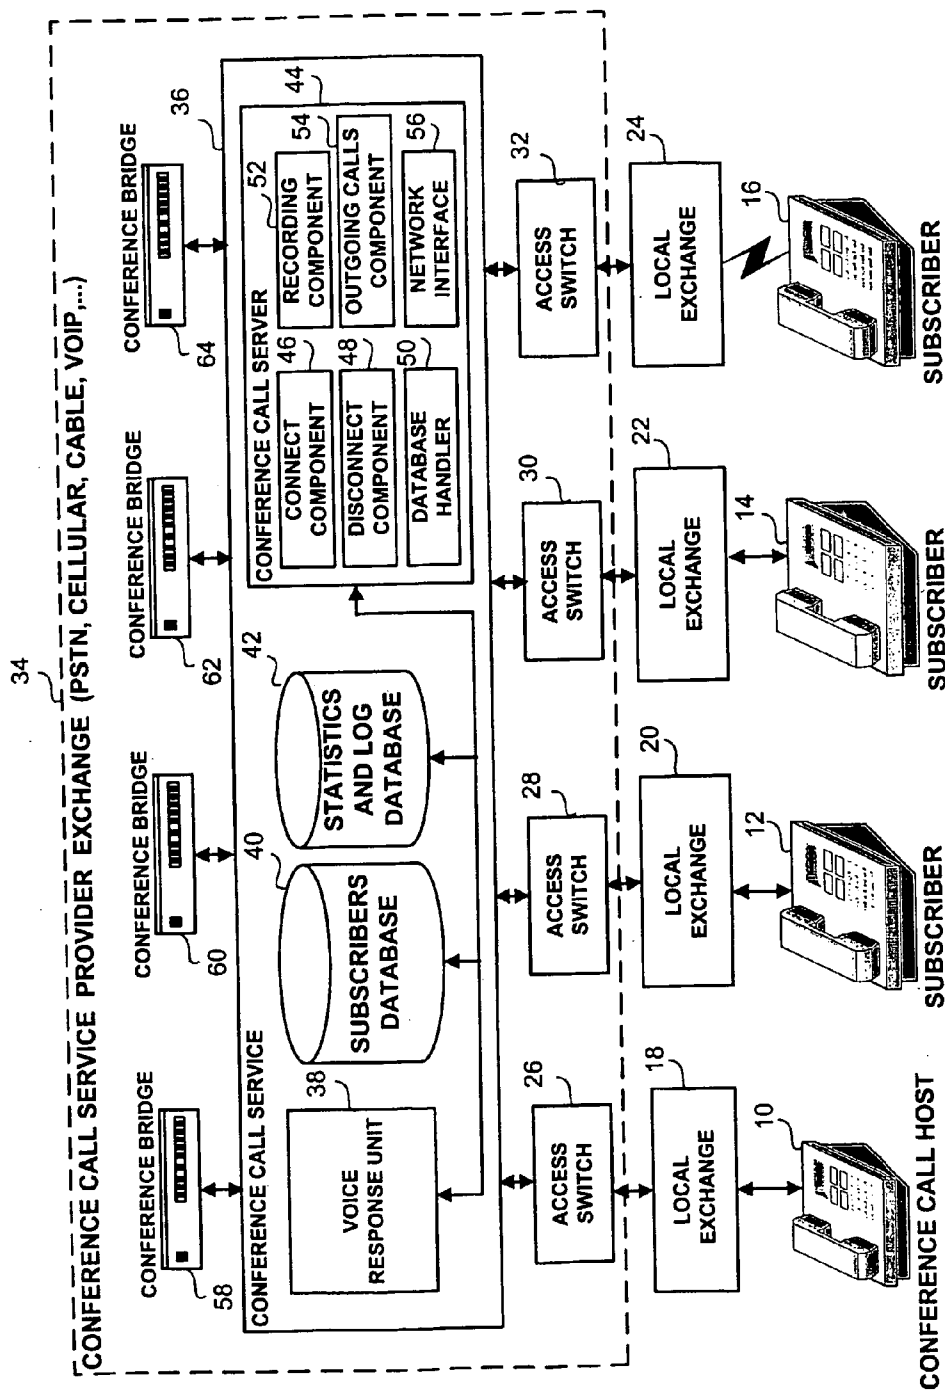 34
CONFERENCE CALL SERVICE PROVIDER EXCHANGE (PSTN, CELLULAR, CABLE, VOIP,...)
CONFERENCE BRIDGE
CONFERENCE BRIDGE
CONFERENCE BRIDGE
CONFERENCE BRIDGE
58
60
62
64
36
CONFERENCE CALL SERVICE
38
VOICE
RESPONSE UNIT
40
SUBSCRIBERS
DATABASE
42
STATISTICS
AND LOG
DATABASE
44
CONFERENCE CALL SERVER
46
CONNECT
COMPONENT
48
DISCONNECT
COMPONENT
50
DATABASE
HANDLER
52
RECORDING
COMPONENT
54
OUTGOING CALLS
COMPONENT
56
NETWORK
INTERFACE
26
ACCESS
SWITCH
28
ACCESS
SWITCH
30
ACCESS
SWITCH
32
ACCESS
SWITCH
18
LOCAL
EXCHANGE
20
LOCAL
EXCHANGE
22
LOCAL
EXCHANGE
24
LOCAL
EXCHANGE
10
12
14
16
CONFERENCE CALL HOST
SUBSCRIBER
SUBSCRIBER
SUBSCRIBER